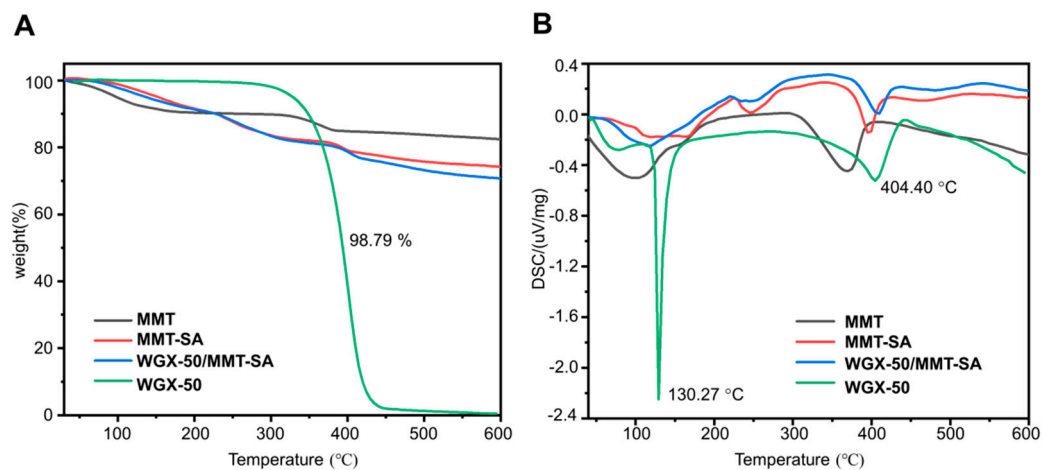 A
weight(%)
100
80
60
40
20
0
98.79 %
MMT
MMT-SA
WGX-50/MMT-SA
WGX-50
100 200 300 400 500 600
Temperature (°C)
B
DSC/(uV/mg)
0.4
0.0
-0.4
-0.8
-1.2
-1.6
-2.0
-2.4
404.40 °C
130.27 °C
MMT
MMT-SA
WGX-50/MMT-SA
WGX-50
100 200 300 400 500 600
Temperature (°C)